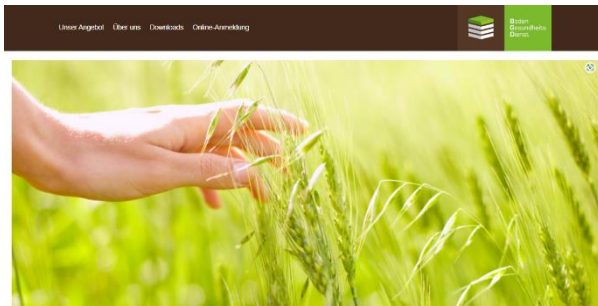 Unser Angebot Über uns Downloads Online-Anmeldung
Boden
Gesundheits
Dienst